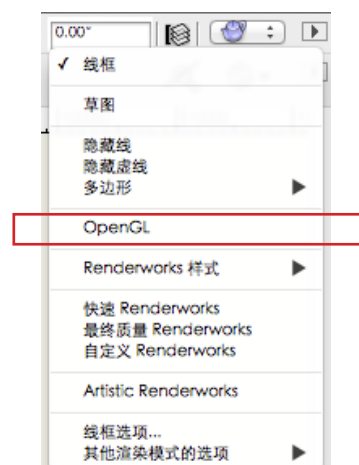 0.00°
✓ 线框
草图
隐藏线
隐藏虚线
多边形
OpenGL
Renderworks 样式
快速 Renderworks
最终质量 Renderworks
自定义 Renderworks
Artistic Renderworks
线框选项...
其他渲染模式的选项